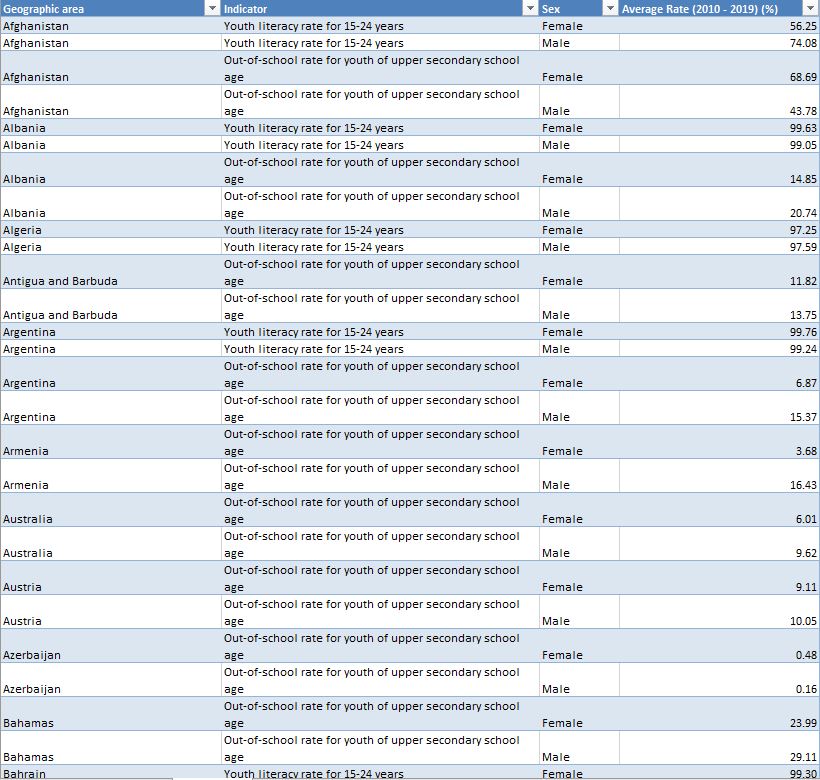 Geographic area Indicator Sex Average Rate (2010 - 2019) (%)
Afghanistan Youth literacy rate for 15-24 years Female 56.25
Afghanistan Youth literacy rate for 15-24 years Male 74.08
Out-of-school rate for youth of upper secondary school
Afghanistan age Female 68.69
Out-of-school rate for youth of upper secondary school
Afghanistan age Male 43.78
Albania Youth literacy rate for 15-24 years Female 99.63
Albania Youth literacy rate for 15-24 years Male 99.05
Out-of-school rate for youth of upper secondary school
Albania age Female 14.85
Out-of-school rate for youth of upper secondary school
Albania age Male 20.74
Algeria Youth literacy rate for 15-24 years Female 97.25
Algeria Youth literacy rate for 15-24 years Male 97.59
Out-of-school rate for youth of upper secondary school
Antigua and Barbuda age Female 11.82
Out-of-school rate for youth of upper secondary school
Antigua and Barbuda age Male 13.75
Argentina Youth literacy rate for 15-24 years Female 99.76
Argentina Youth literacy rate for 15-24 years Male 99.24
Out-of-school rate for youth of upper secondary school
Argentina age Female 6.87
Out-of-school rate for youth of upper secondary school
Argentina age Male 15.37
Out-of-school rate for youth of upper secondary school
Armenia age Female 3.68
Out-of-school rate for youth of upper secondary school
Armenia age Male 16.43
Out-of-school rate for youth of upper secondary school
Australia age Female 6.01
Out-of-school rate for youth of upper secondary school
Australia age Male 9.62
Out-of-school rate for youth of upper secondary school
Austria age Female 9.11
Out-of-school rate for youth of upper secondary school
Austria age Male 10.05
Out-of-school rate for youth of upper secondary school
Azerbaijan age Female 0.48
Out-of-school rate for youth of upper secondary school
Azerbaijan age Male 0.16
Out-of-school rate for youth of upper secondary school
Bahamas age Female 23.99
Out-of-school rate for youth of upper secondary school
Bahamas age Male 29.11
Bahrain Youth literacy rate for 15-24 years Female 99.30